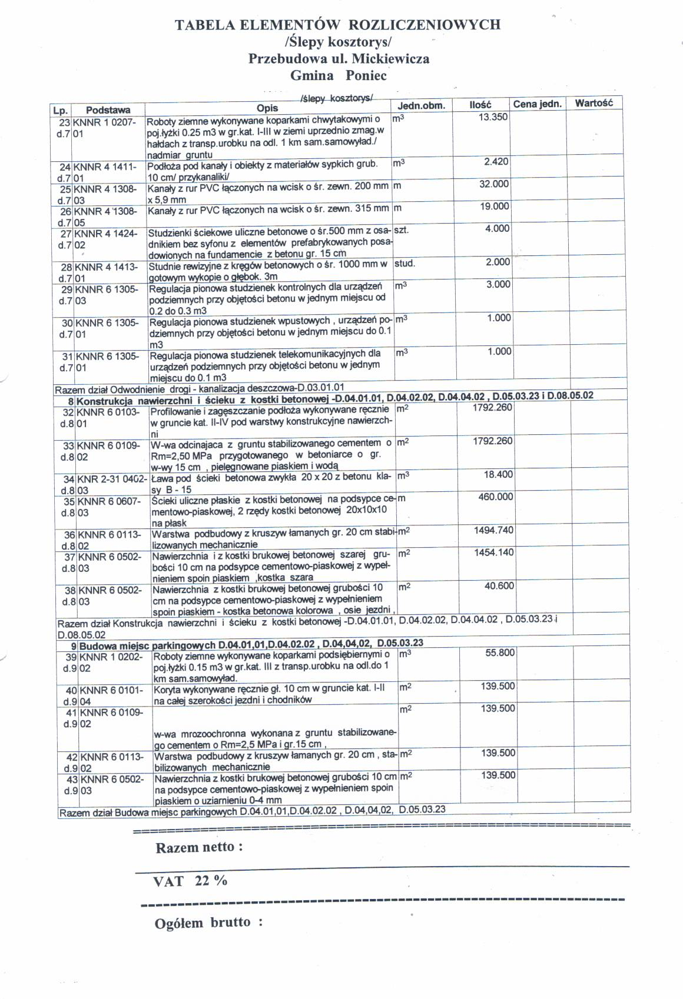 TABELA ELEMENTÓW ROZLICZENIOWYCH
/Ślepy kosztorys/
Przebudowa ul. Mickiewicza
Gmina Poniec
/ślepy kosztorys/
Lp. Podstawa Opis Jedn.obm. Ilość Cena jedn. Wartość
23 KNNR 1 0207- Roboty ziemne wykonywane koparkami chwytakowymi o m3 13.350
d.7 01 poj.łyżki 0.25 m3 w gr.kat. I-III w ziemi uprzednio zmag.w
hałdach z transp.urobku na odl. 1 km sam.samowyład./
nadmiar gruntu
24 KNNR 4 1411- Podłoża pod kanały i obiekty z materiałów sypkich grub. m3 2.420
d.7 01 10 cm/ przykanaliki/
25 KNNR 4 1308- Kanały z rur PVC łączonych na wcisk o śr. zewn. 200 mm m 32.000
d.7 03 x 5,9 mm
26 KNNR 4 1308- Kanały z rur PVC łączonych na wcisk o śr. zewn. 315 mm m 19.000
d.7 05
27 KNNR 4 1424- Studzienki ściekowe uliczne betonowe o śr.500 mm z osa- szt. 4.000
d.7 02 dnikiem bez syfonu z elementów prefabrykowanych posa-
dowionych na fundamencie z betonu gr. 15 cm
28 KNNR 4 1413- Studnie rewizyjne z kręgów betonowych o śr. 1000 mm w stud. 2.000
d.7 01 gotowym wykopie o głębok. 3m
29 KNNR 6 1305- Regulacja pionowa studzienek kontrolnych dla urządzeń m3 3.000
d.7 03 podziemnych przy objętości betonu w jednym miejscu od
0.2 do 0.3 m3
30 KNNR 6 1305- Regulacja pionowa studzienek wpustowych , urządzeń po- m3 1.000
d.7 01 dziemnych przy objętości betonu w jednym miejscu do 0.1
m3
31 KNNR 6 1305- Regulacja pionowa studzienek telekomunikacyjnych dla m3 1.000
d.7 01 urządzeń podziemnych przy objętości betonu w jednym
miejscu do 0.1 m3
Razem dział Odwodnienie drogi - kanalizacja deszczowa-D.03.01.01
8 Konstrukcja nawierzchni i ścieku z kostki betonowej -D.04.01.01, D.04.02.02, D.04.04.02 , D.05.03.23 i D.08.05.02
32 KNNR 6 0103- Profilowanie i zagęszczanie podłoża wykonywane ręcznie m2 1792.260
d.8 01 w gruncie kat. II-IV pod warstwy konstrukcyjne nawierzch-
ni
33 KNNR 6 0109- W-wa odcinajaca z gruntu stabilizowanego cementem o m2 1792.260
d.8 02 Rm=2,50 MPa przygotowanego w betoniarce o gr.
w-wy 15 cm , pielęgnowane piaskiem i wodą
34 KNR 2-31 0402- Ława pod ścieki betonowa zwykła 20 x 20 z betonu kla- m3 18.400
d.8 03 sy B - 15
35 KNNR 6 0607- Ścieki uliczne płaskie z kostki betonowej na podsypce ce- m 460.000
d.8 03 mentowo-piaskowej, 2 rzędy kostki betonowej 20x10x10
na płask
36 KNNR 6 0113- Warstwa podbudowy z kruszyw łamanych gr. 20 cm stabi- m2 1494.740
d.8 02 lizowanych mechanicznie
37 KNNR 6 0502- Nawierzchnia i z kostki brukowej betonowej szarej gru- m2 1454.140
d.8 03 bości 10 cm na podsypce cementowo-piaskowej z wypeł-
nieniem spoin piaskiem ,kostka szara
38 KNNR 6 0502- Nawierzchnia z kostki brukowej betonowej grubości 10 m2 40.600
d.8 03 cm na podsypce cementowo-piaskowej z wypełnieniem
spoin piaskiem - kostka betonowa kolorowa , osie jezdni ,
Razem dział Konstrukcja nawierzchni i ścieku z kostki betonowej -D.04.01.01, D.04.02.02, D.04.04.02 , D.05.03.23 i
D.08.05.02
9 Budowa miejsc parkingowych D.04.01,01,D.04.02.02 , D.04,04,02, D.05.03.23
39 KNNR 1 0202- Roboty ziemne wykonywane koparkami podsiębiernymi o m3 55.800
d.9 02 poj.łyżki 0.15 m3 w gr.kat. III z transp.urobku na odl.do 1
km sam.samowyład.
40 KNNR 6 0101- Koryta wykonywane ręcznie gł. 10 cm w gruncie kat. I-II m2 139.500
d.9 04 na całej szerokości jezdni i chodników
41 KNNR 6 0109- m2 139.500
d.9 02
w-wa mrozoochronna wykonana z gruntu stabilizowane-
go cementem o Rm=2,5 MPa i gr.15 cm ,
42 KNNR 6 0113- Warstwa podbudowy z kruszyw łamanych gr. 20 cm , sta- m2 139.500
d.9 02 bilizowanych mechanicznie
43 KNNR 6 0502- Nawierzchnia z kostki brukowej betonowej grubości 10 cm m2 139.500
d.9 03 na podsypce cementowo-piaskowej z wypełnieniem spoin
piaskiem o uziarnieniu 0-4 mm
Razem dział Budowa miejsc parkingowych D.04.01,01,D.04.02.02 , D.04,04,02, D.05.03.23
Razem netto :
VAT 22 %
Ogółem brutto :